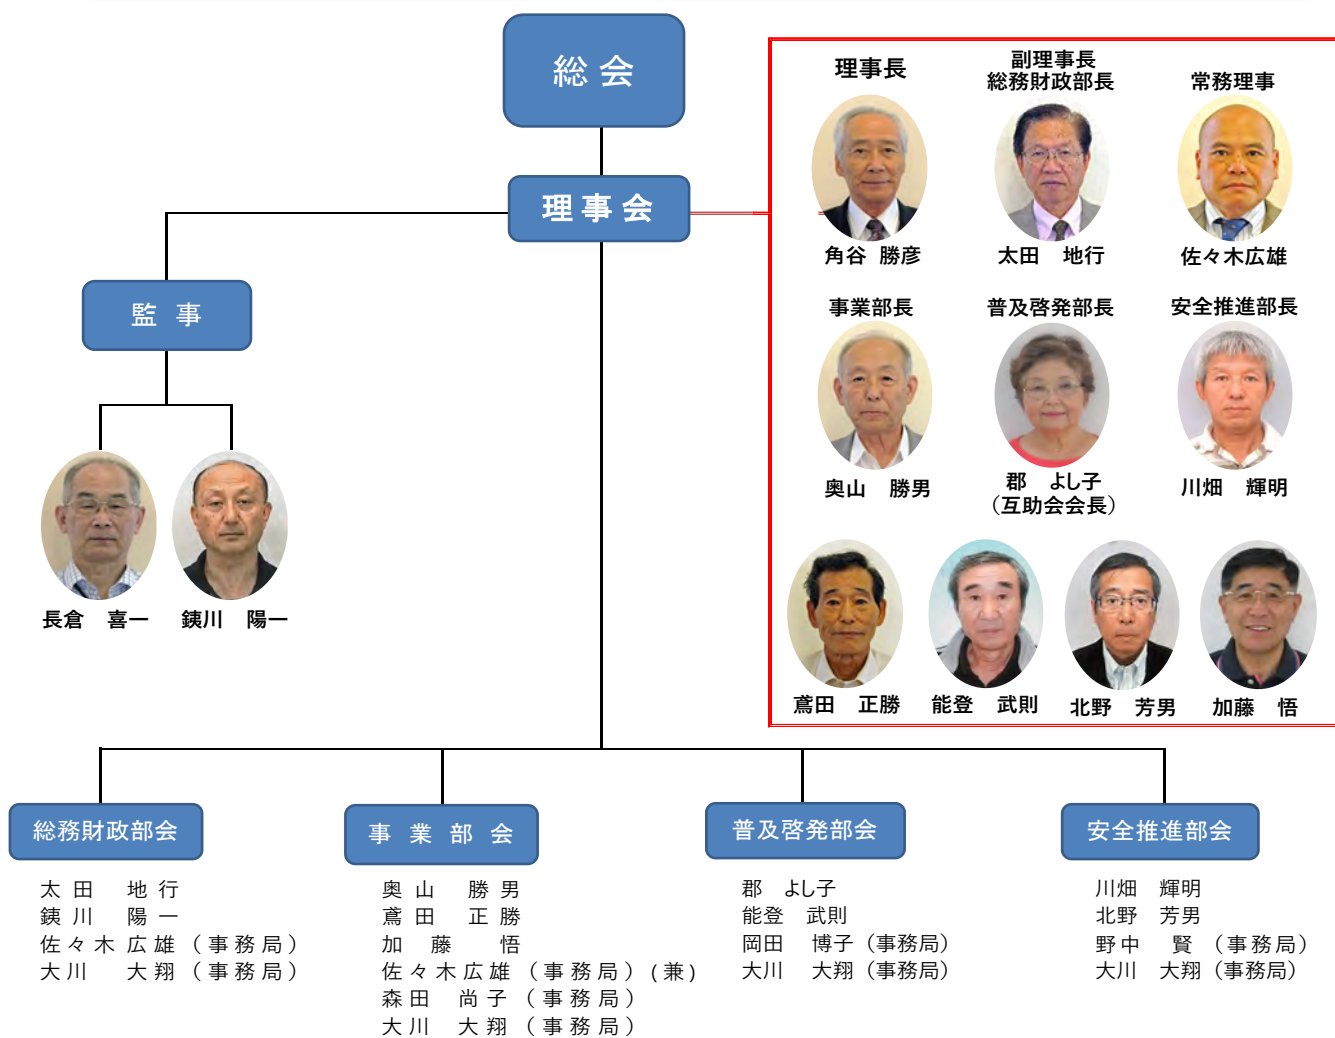 総会
理事会
監事
長倉　喜一
銕川　陽一
理事長
角谷 勝彦
副理事長
総務財政部長
太田　地行
常務理事
佐々木広雄
事業部長
奥山　勝男
普及啓発部長
郡　よし子
（互助会会長）
安全推進部長
川畑　輝明
鳶田　正勝
能登　武則
北野　芳男
加藤　悟
総務財政部会
太田　地行
銕川　陽一
佐々木広雄（事務局）
大川　大翔（事務局）
事業部会
奥山　勝男
鳶田　正勝
加藤　悟
佐々木広雄（事務局）(兼)
森田　尚子（事務局）
大川　大翔（事務局）
普及啓発部会
郡　よし子
能登　武則
岡田　博子（事務局）
大川　大翔（事務局）
安全推進部会
川畑　輝明
北野　芳男
野中　賢（事務局）
大川　大翔（事務局）